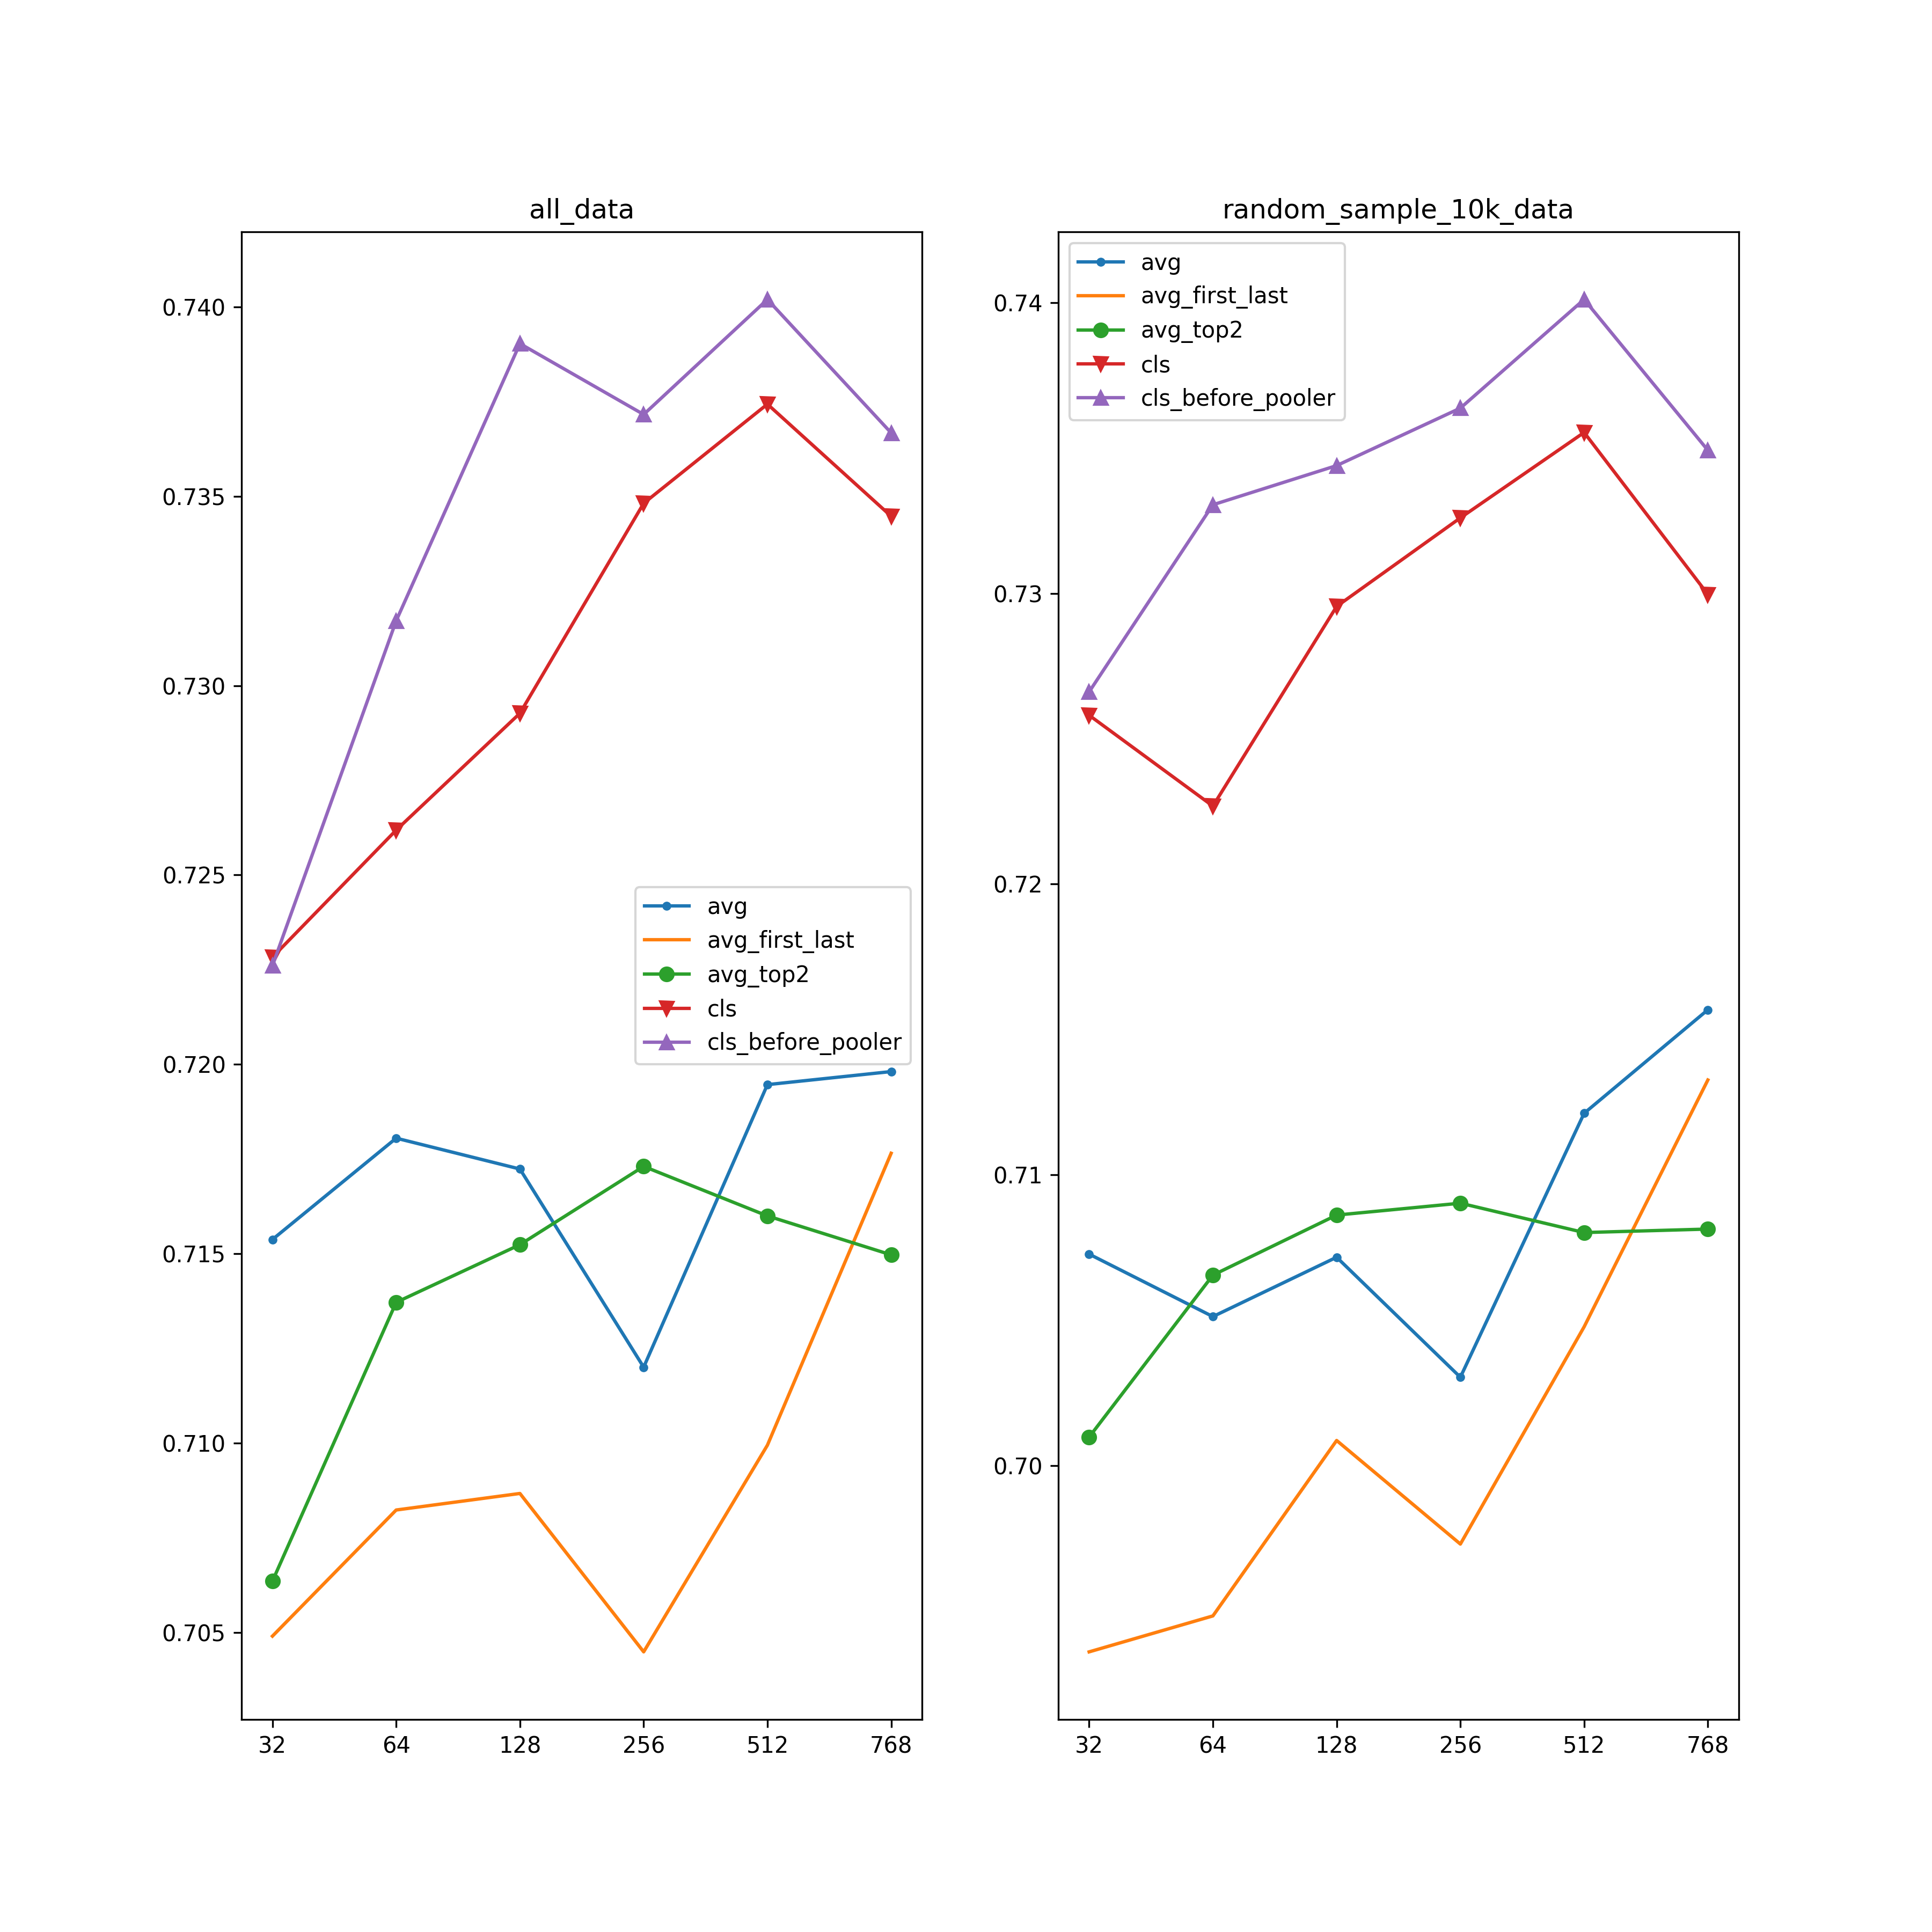 all_data
0.740
0.735
0.730
0.725
0.720
0.715
0.710
0.705
avg
avg_first_last
avg_top2
cls
cls_before_pooler
32 64 128 256 512 768
random_sample_10k_data
avg
avg_first_last
avg_top2
cls
cls_before_pooler
0.74
0.73
0.72
0.71
0.70
32 64 128 256 512 768